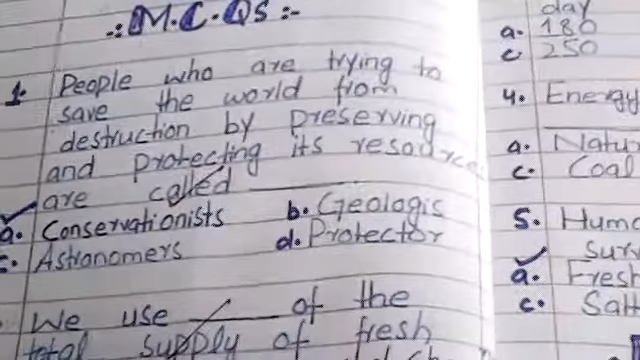 -: M.C.Qs :-
1. People who are trying to
save the world from
destruction by preserving
and protecting its resource
are called
a. Conservationists b. Geologis
c. Astronomers d. Protector
We use of the
total supply of fresh
day
a. 180
c 250
4. Energy
a. Natur
c. Coal
5. Huma
surv
a. Fresh
c. Salt